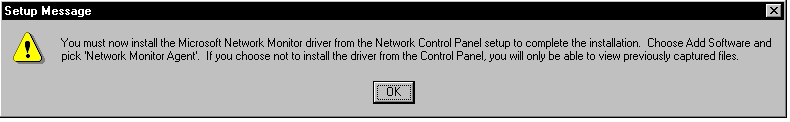 Setup Message
You must now install the Microsoft Network Monitor driver from the Network Control Panel setup to complete the installation.  Choose Add Software and
pick 'Network Monitor Agent'.  If you choose not to install the driver from the Control Panel, you will only be able to view previously captured files.
OK